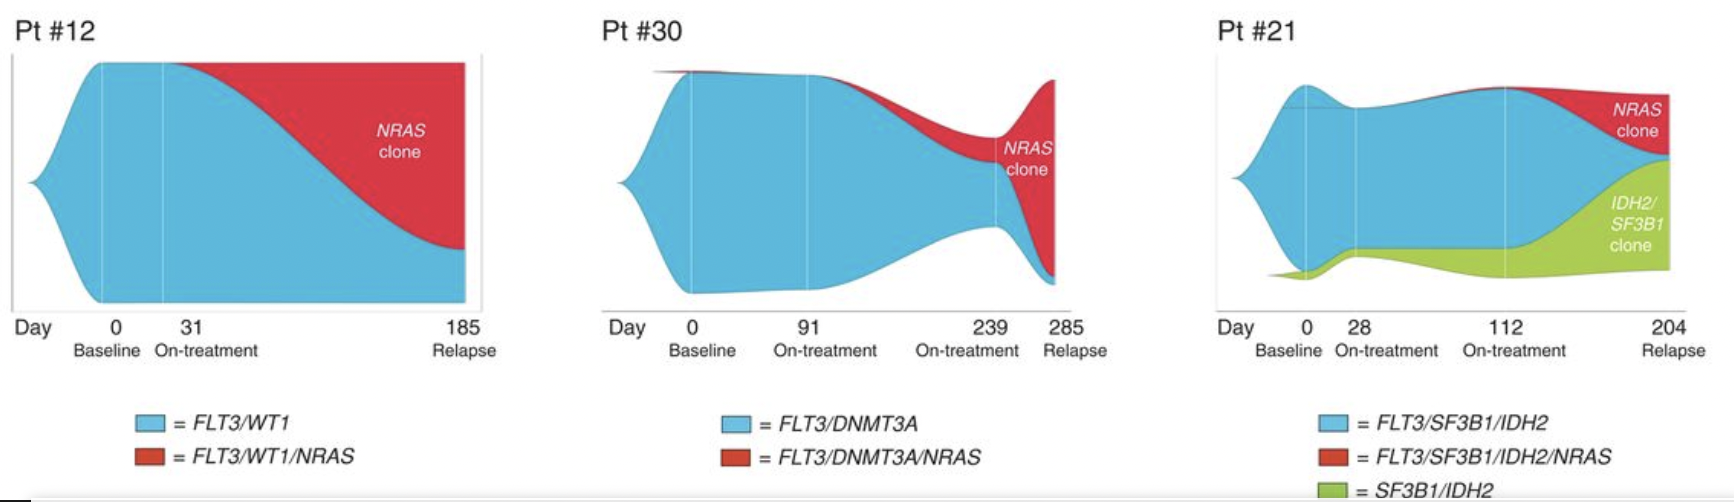 Pt #12
NRAS
clone
Day 0 31 185
Baseline On-treatment Relapse
= FLT3/WT1
= FLT3/WT1/NRAS
Pt #30
NRAS
clone
Day 0 91 239 285
Baseline On-treatment On-treatment Relapse
= FLT3/DNMT3A
= FLT3/DNMT3A/NRAS
Pt #21
NRAS
clone
IDH2/
SF3B1
clone
Day 0 28 112 204
Baseline On-treatment On-treatment Relapse
= FLT3/SF3B1/IDH2
= FLT3/SF3B1/IDH2/NRAS
= SF3B1/IDH2